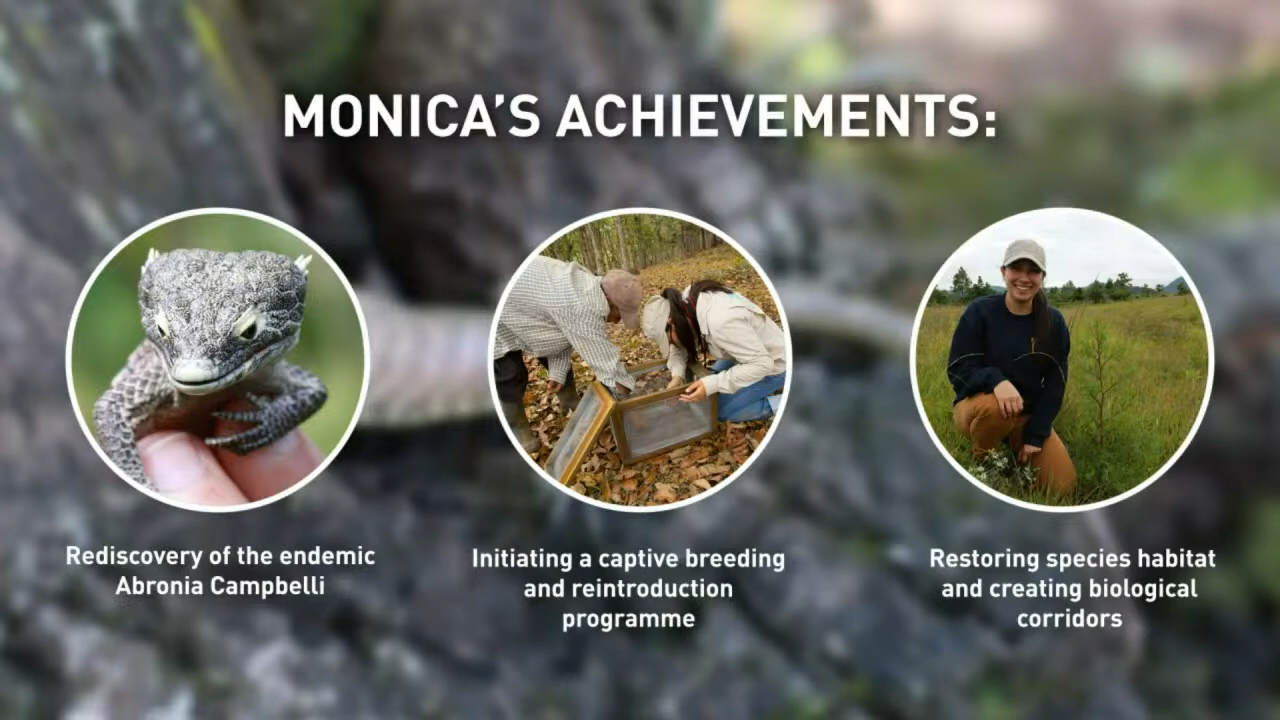 MONICA'S ACHIEVEMENTS:
Rediscovery of the endemic
Abronia Campbelli
Initiating a captive breeding
and reintroduction
programme
Restoring species habitat
and creating biological
corridors